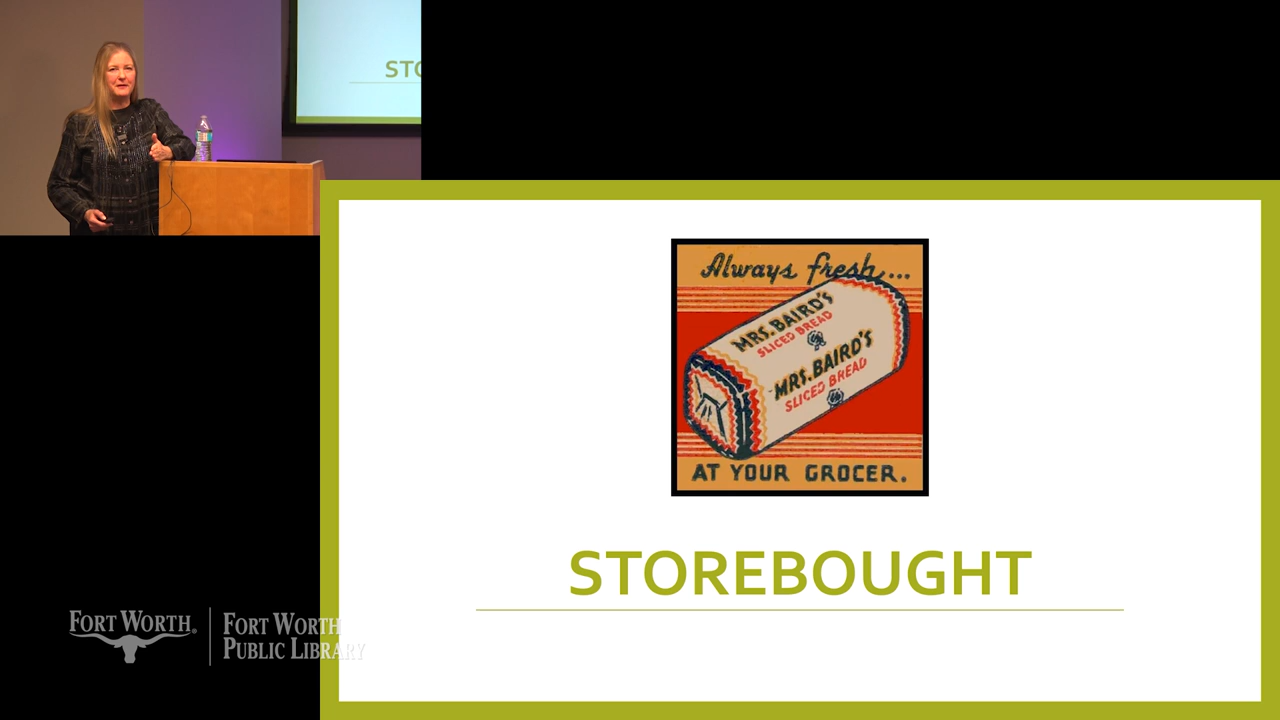 STO
Always fresh...
MRS. BAIRD'S
SLICED BREAD
MRS. BAIRD'S
SLICED BREAD
AT YOUR GROCER.
STOREBOUGHT
FORT WORTH®
FORT WORTH
PUBLIC LIBRARY